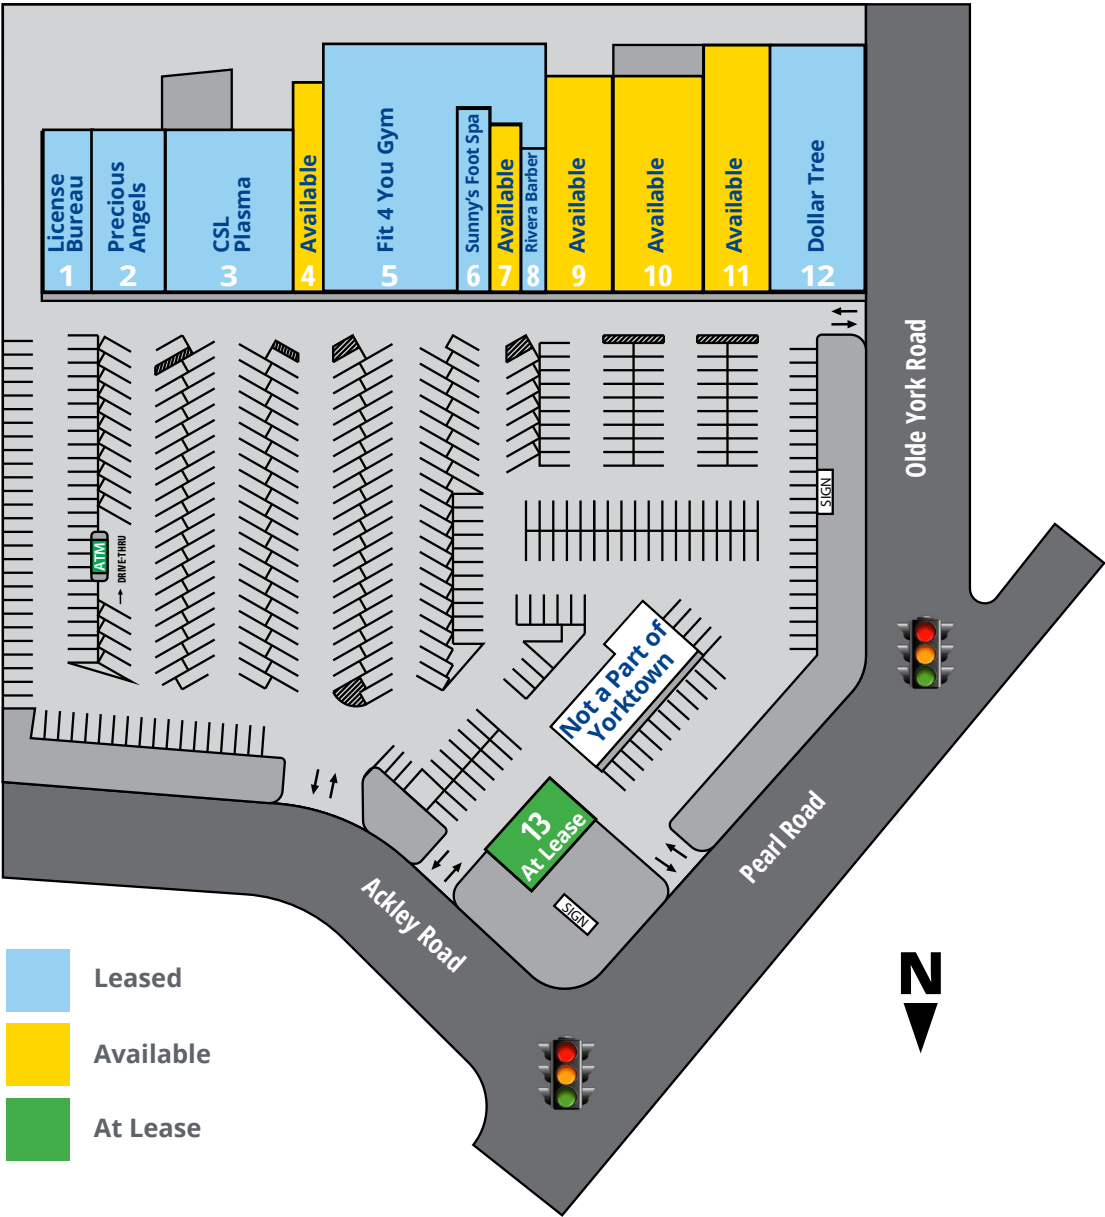 License
Bureau
1
Precious
Angels
2
CSL
Plasma
3
Available
4
Fit 4 You Gym
5
Sunny's Foot Spa
6
Available
7
Rivera Barber
8
Available
9
Available
10
Available
11
Dollar Tree
12
Olde York Road
SIGN
ATM
DRIVE-THRU
Not a Part of
Yorktown
13
At Lease
SIGN
Pearl Road
Ackley Road
N
Leased
Available
At Lease